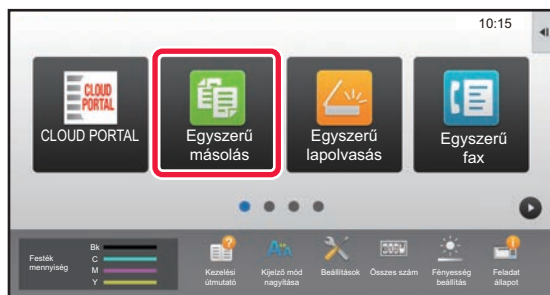 10:15
CLOUD
PORTAL
CLOUD PORTAL
Egyszerű
másolás
Egyszerű
lapolvasás
Egyszerű
fax
Festék
mennyiség
Bk
C
M
Y
Kezelési
útmutató
Kijelző mód
nagyítása
Beállítások
Összes szám
Fényesség
beállítás
Feladat
állapot